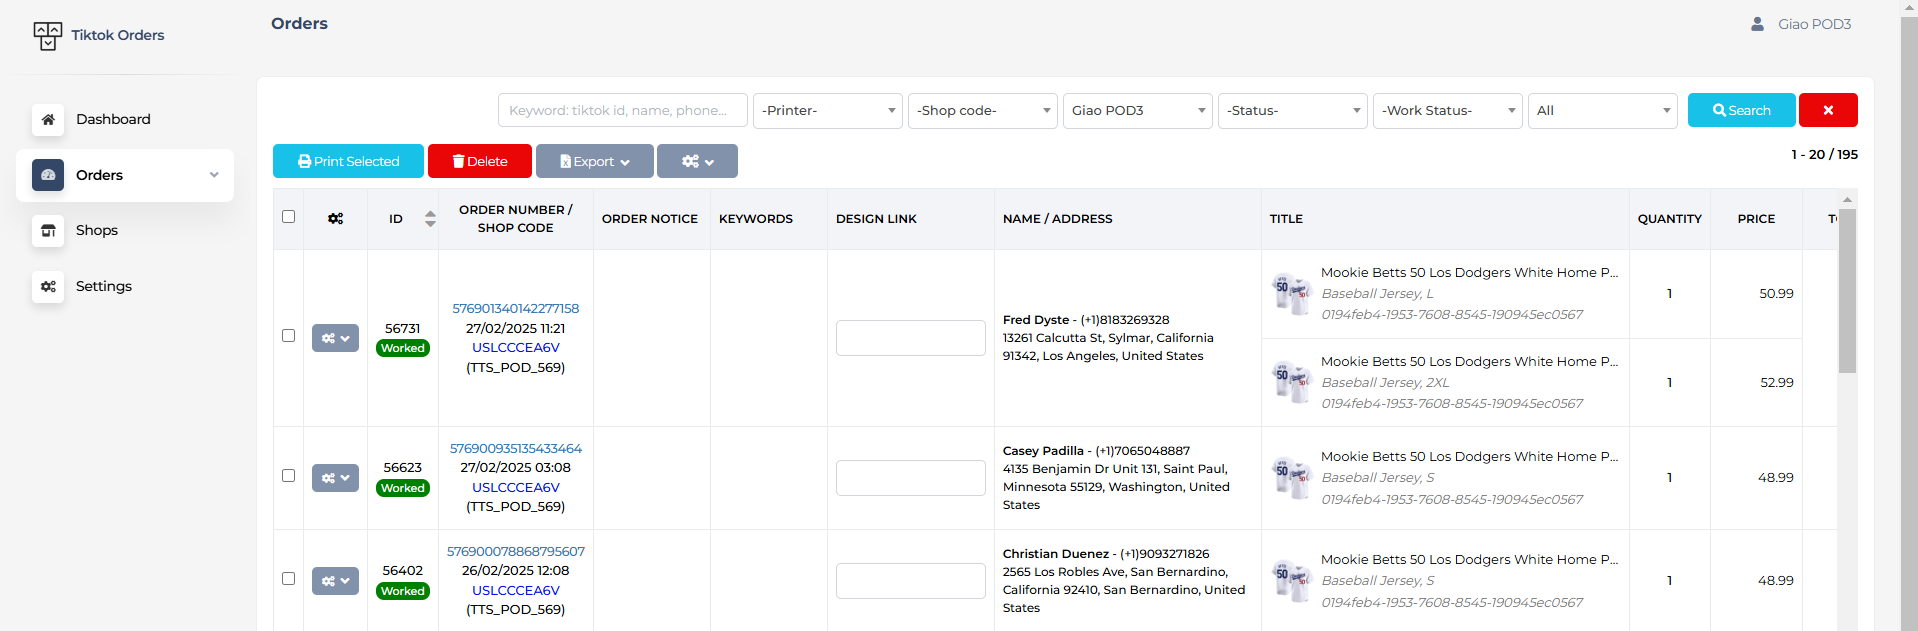 Tiktok Orders
Orders
Giao POD3
Dashboard
Orders
Shops
Settings
Keyword: tiktok id, name, phone...
-Printer-
-Shop code-
Giao POD3
-Status-
-Work Status-
All
Search
Print Selected
Delete
Export
1 - 20 / 195
ID
ORDER NUMBER /
SHOP CODE
ORDER NOTICE
KEYWORDS
DESIGN LINK
NAME / ADDRESS
TITLE
QUANTITY
PRICE
56731
Worked
576901340142277158
27/02/2025 11:21
USLCCCEA6V
(TTS_POD_569)
Fred Dyste - (+1)8183269328
13261 Calcutta St, Sylmar, California
91342, Los Angeles, United States
Mookie Betts 50 Los Dodgers White Home P...
Baseball Jersey, L
0194feb4-1953-7608-8545-190945ec0567
1
50.99
Mookie Betts 50 Los Dodgers White Home P...
Baseball Jersey, 2XL
0194feb4-1953-7608-8545-190945ec0567
1
52.99
56623
Worked
576900935135433464
27/02/2025 03:08
USLCCCEA6V
(TTS_POD_569)
Casey Padilla - (+1)7065048887
4135 Benjamin Dr Unit 131, Saint Paul,
Minnesota 55129, Washington, United
States
Mookie Betts 50 Los Dodgers White Home P...
Baseball Jersey, S
0194feb4-1953-7608-8545-190945ec0567
1
48.99
56402
Worked
576900078868795607
26/02/2025 12:08
USLCCCEA6V
(TTS_POD_569)
Christian Duenez - (+1)9093271826
2565 Los Robles Ave, San Bernardino,
California 92410, San Bernardino, United
States
Mookie Betts 50 Los Dodgers White Home P...
Baseball Jersey, S
0194feb4-1953-7608-8545-190945ec0567
1
48.99